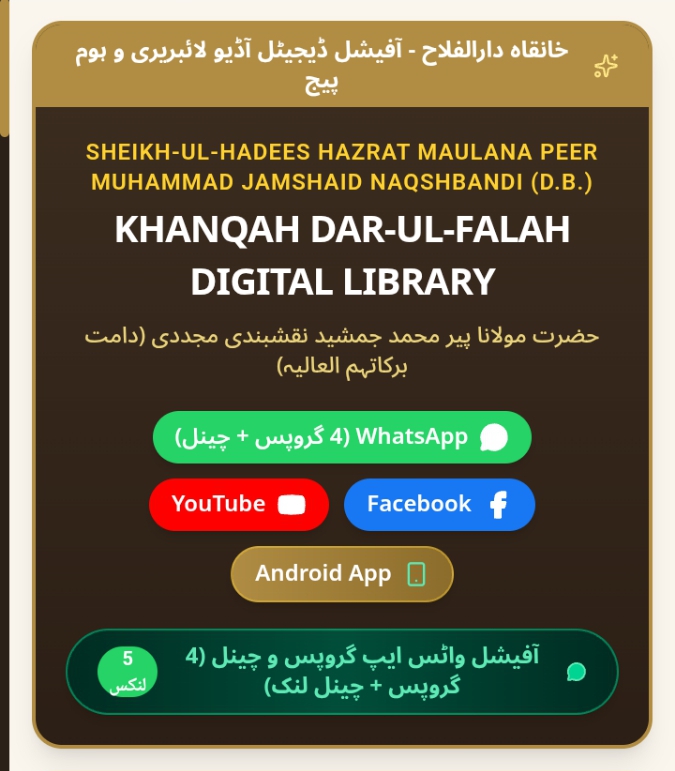 خانقاہ دارالفلاح - آفیشل ڈیجیٹل آڈیو لائبریری و ہوم
پیج
SHEIKH-UL-HADEES HAZRAT MAULANA PEER
MUHAMMAD JAMSHAID NAQSHBANDI (D.B.)
KHANQAH DAR-UL-FALAH
DIGITAL LIBRARY
حضرت مولانا پیر محمد جمشید نقشبندی مجددی (دامت
برکاتہم العالیہ)
WhatsApp (4 گروپس + چینل)
Facebook
YouTube
Android App
آفیشل واٹس ایپ گروپس و چینل (4
گروپس + چینل لنک)
5
لنکس